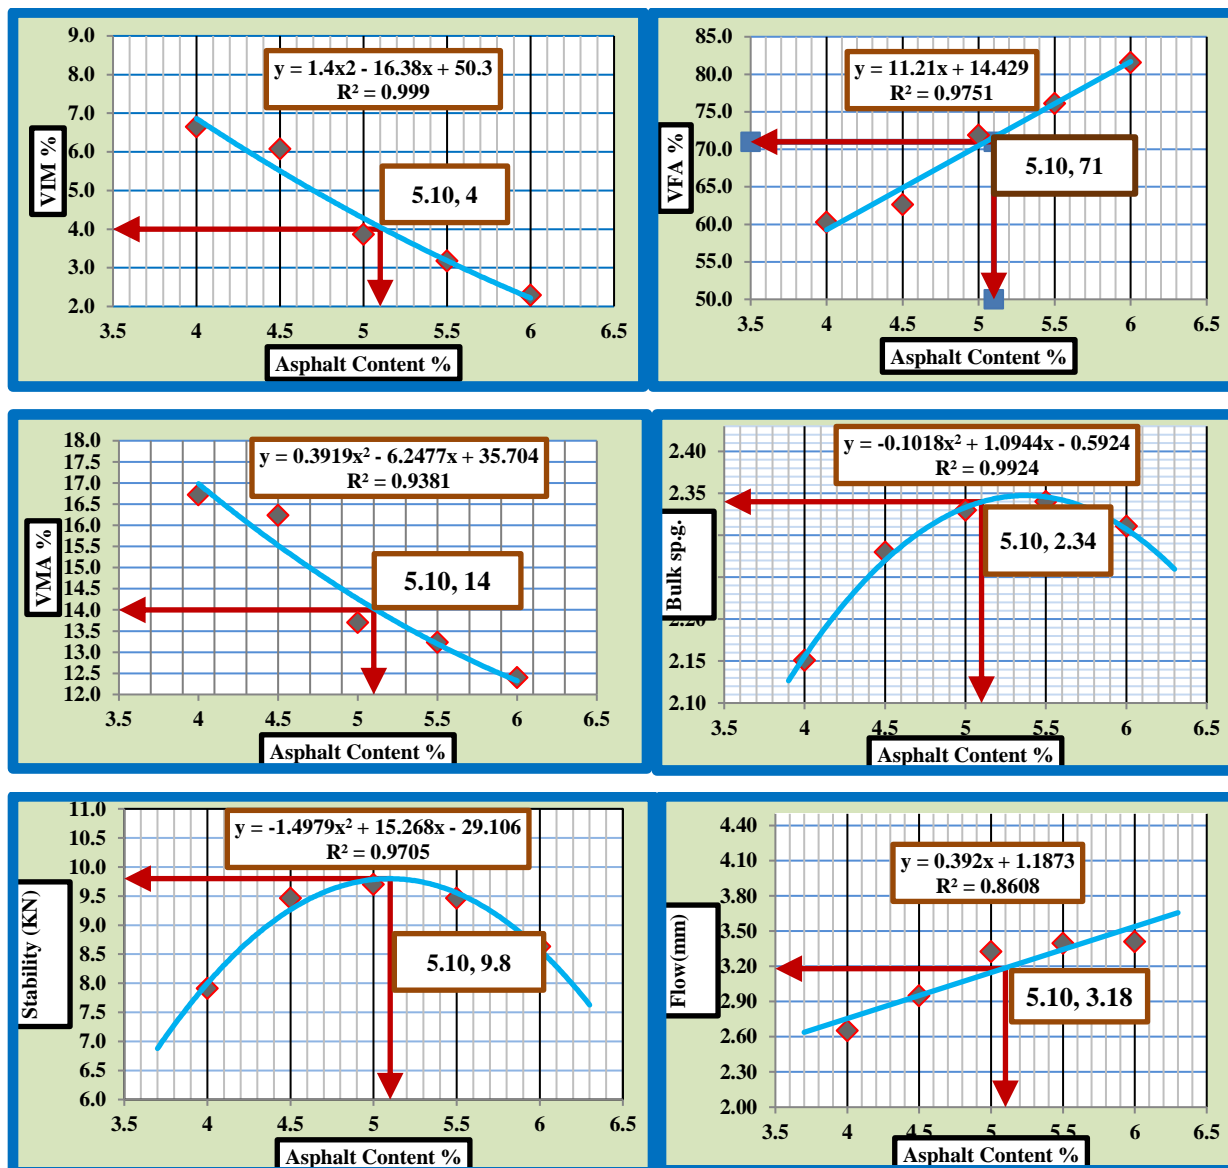 9.0
8.0
7.0
6.0
5.0
4.0
3.0
2.0
VIM %
y = 1.4x2 - 16.38x + 50.3
R² = 0.999
5.10, 4
3.5 4 4.5 5 5.5 6 6.5
Asphalt Content %
85.0
80.0
75.0
70.0
65.0
60.0
55.0
50.0
VFA %
y = 11.21x + 14.429
R² = 0.9751
5.10, 71
3.5 4 4.5 5 5.5 6 6.5
Asphalt Content %
18.0
17.5
17.0
16.5
16.0
15.5
15.0
14.5
14.0
13.5
13.0
12.5
12.0
VMA %
y = 0.3919x² - 6.2477x + 35.704
R² = 0.9381
5.10, 14
3.5 4 4.5 5 5.5 6 6.5
Asphalt Content %
2.40
2.35
2.20
2.15
2.10
Bulk sp.g.
y = -0.1018x² + 1.0944x - 0.5924
R² = 0.9924
5.10, 2.34
3.5 4 4.5 5 5.5 6 6.5
Asphalt Content %
11.0
10.5
10.0
9.5
9.0
8.5
8.0
7.5
7.0
6.5
6.0
Stability (KN)
y = -1.4979x² + 15.268x - 29.106
R² = 0.9705
5.10, 9.8
3.5 4 4.5 5 5.5 6 6.5
Asphalt Content %
4.40
4.10
3.80
3.50
3.20
2.90
2.60
2.30
2.00
Flow(mm)
y = 0.392x + 1.1873
R² = 0.8608
5.10, 3.18
3.5 4 4.5 5 5.5 6 6.5
Asphalt Content %